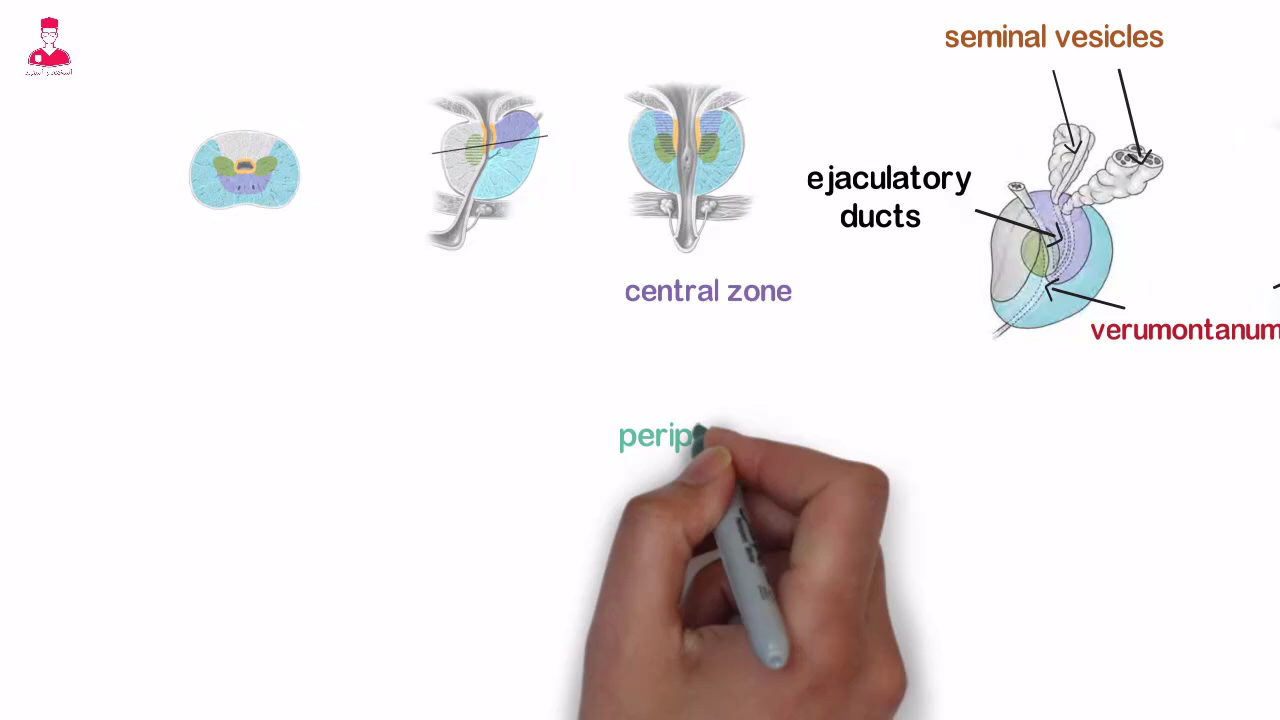 seminal vesicles
ejaculatory
ducts
central zone
verumontanum
perip